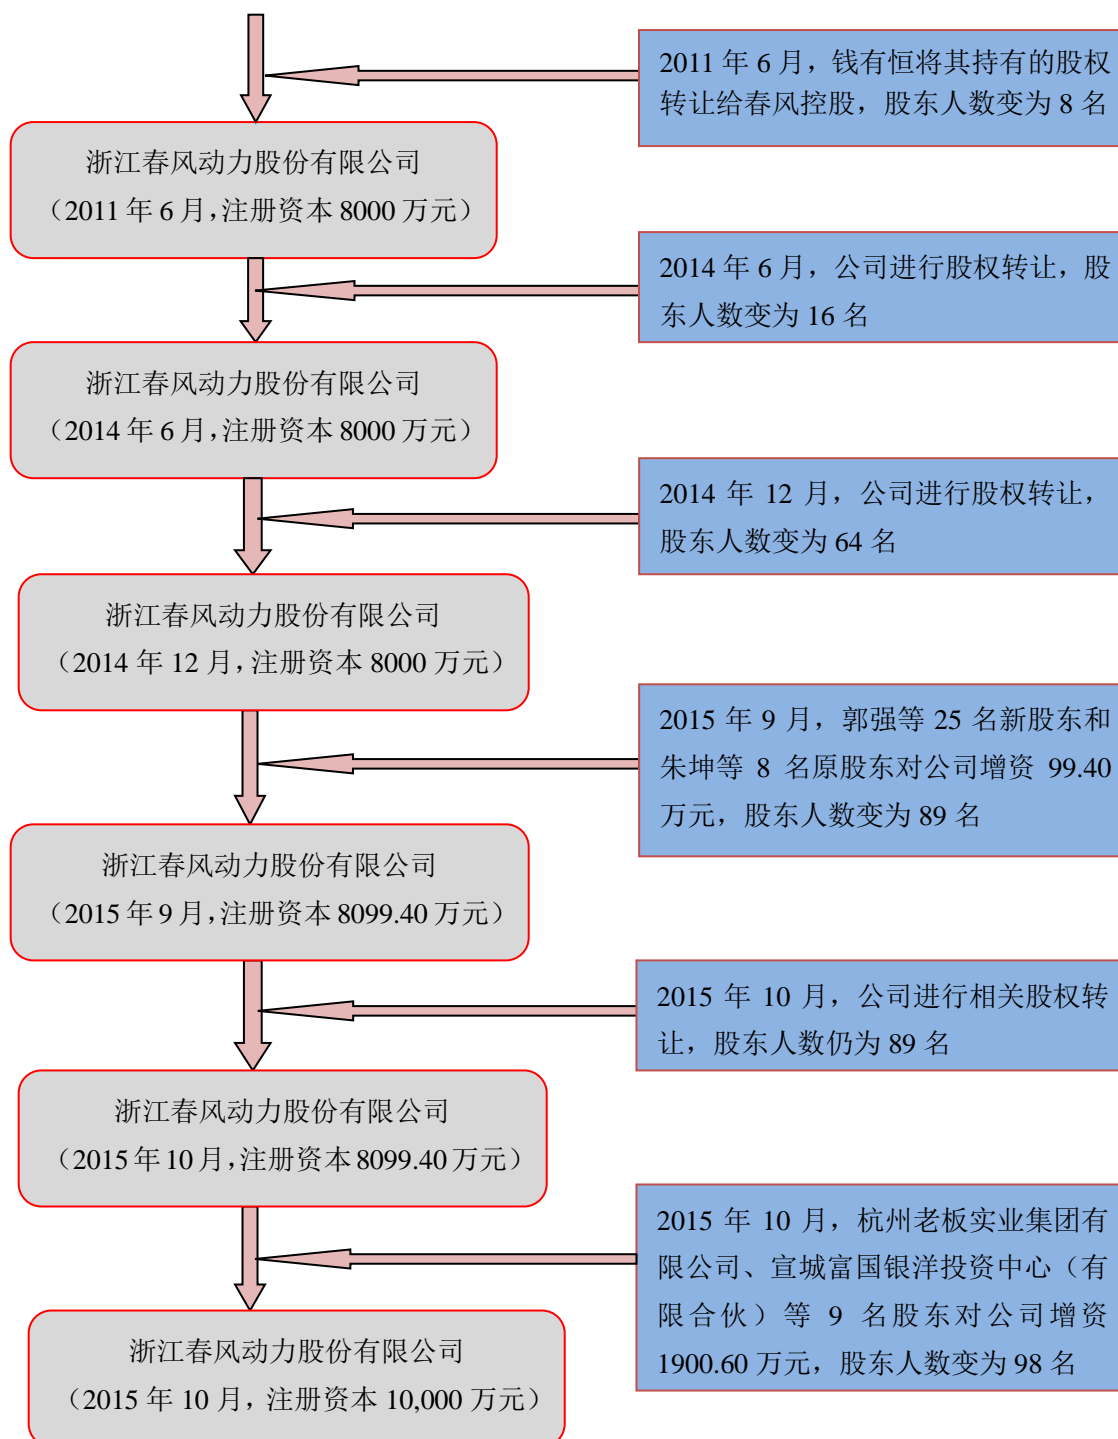 2011 年 6 月，钱有恒将其持有的股权
转让给春风控股，股东人数变为 8 名
浙江春风动力股份有限公司
（2011 年 6 月，注册资本 8000 万元）
2014 年 6 月，公司进行股权转让，股
东人数变为 16 名
浙江春风动力股份有限公司
（2014 年 6 月，注册资本 8000 万元）
2014 年 12 月，公司进行股权转让，
股东人数变为 64 名
浙江春风动力股份有限公司
（2014 年 12 月，注册资本 8000 万元）
2015 年 9 月，郭强等 25 名新股东和
朱坤等 8 名原股东对公司增资 99.40
万元，股东人数变为 89 名
浙江春风动力股份有限公司
（2015 年 9 月，注册资本 8099.40 万元）
2015 年 10 月，公司进行相关股权转
让，股东人数仍为 89 名
浙江春风动力股份有限公司
（2015 年 10 月，注册资本 8099.40 万元）
2015 年 10 月，杭州老板实业集团有
限公司、宣城富国银洋投资中心（有
限合伙）等 9 名股东对公司增资
1900.60 万元，股东人数变为 98 名
浙江春风动力股份有限公司
（2015 年 10 月，注册资本 10,000 万元）